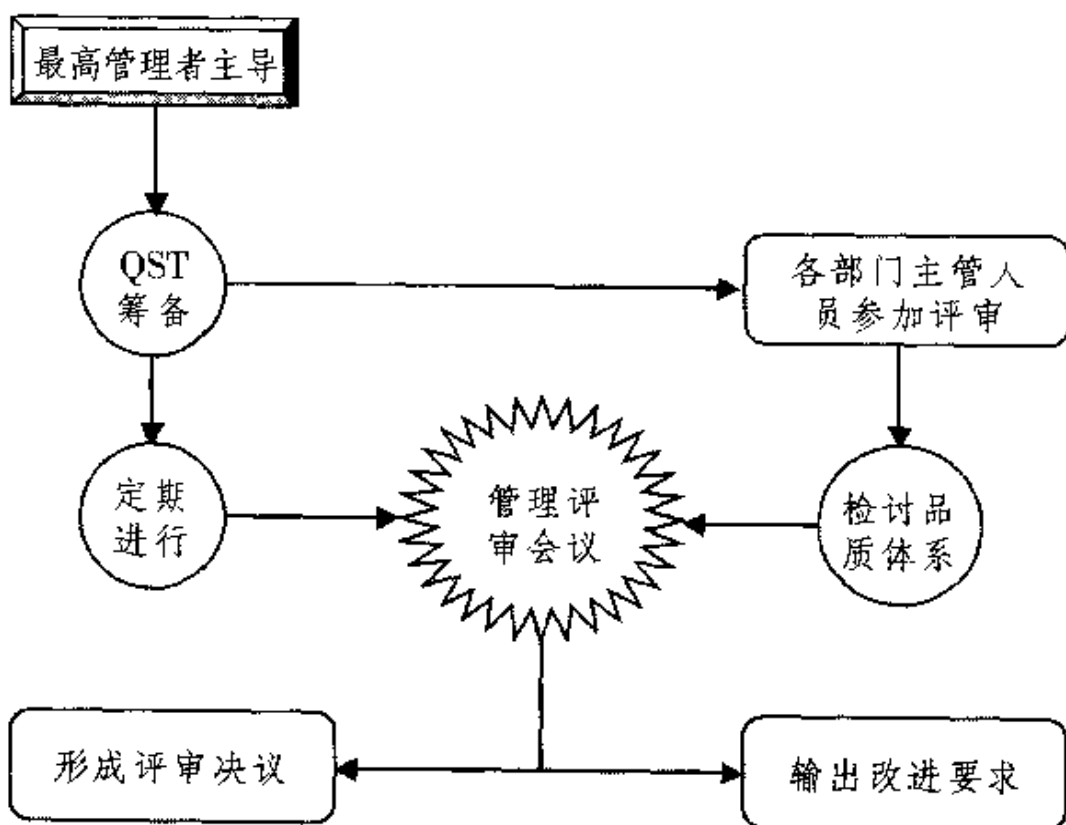 最高管理者主导
QST
筹备
各部门主管人
员参加评审
定期
进行
管理评
审会议
检讨品
质体系
形成评审决议
输出改进要求